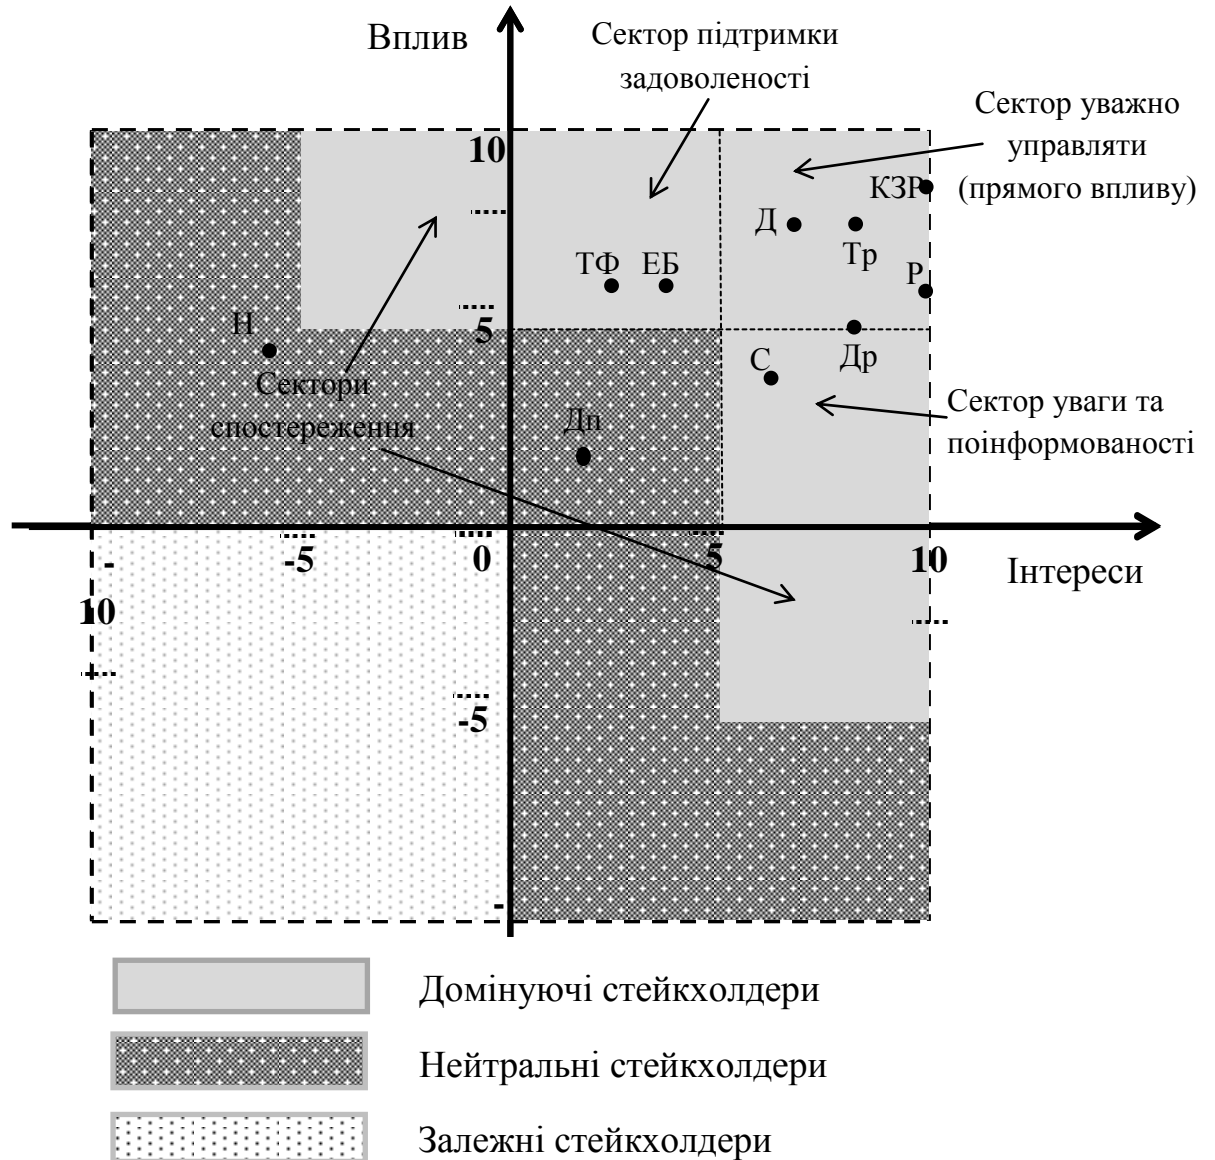 Вплив
Сектор підтримки
задоволеності
Сектор уважно
управляти
(прямого впливу)
10
КЗР
Д
Тр
ТФ
ЕБ
Р
5
Н
Др
С
Сектори
спостереження
Дп
Сектор уваги та
поінформованості
-
10
-5
0
5
10
Інтереси
-5
-
Домінуючі стейкхолдери
Нейтральні стейкхолдери
Залежні стейкхолдери